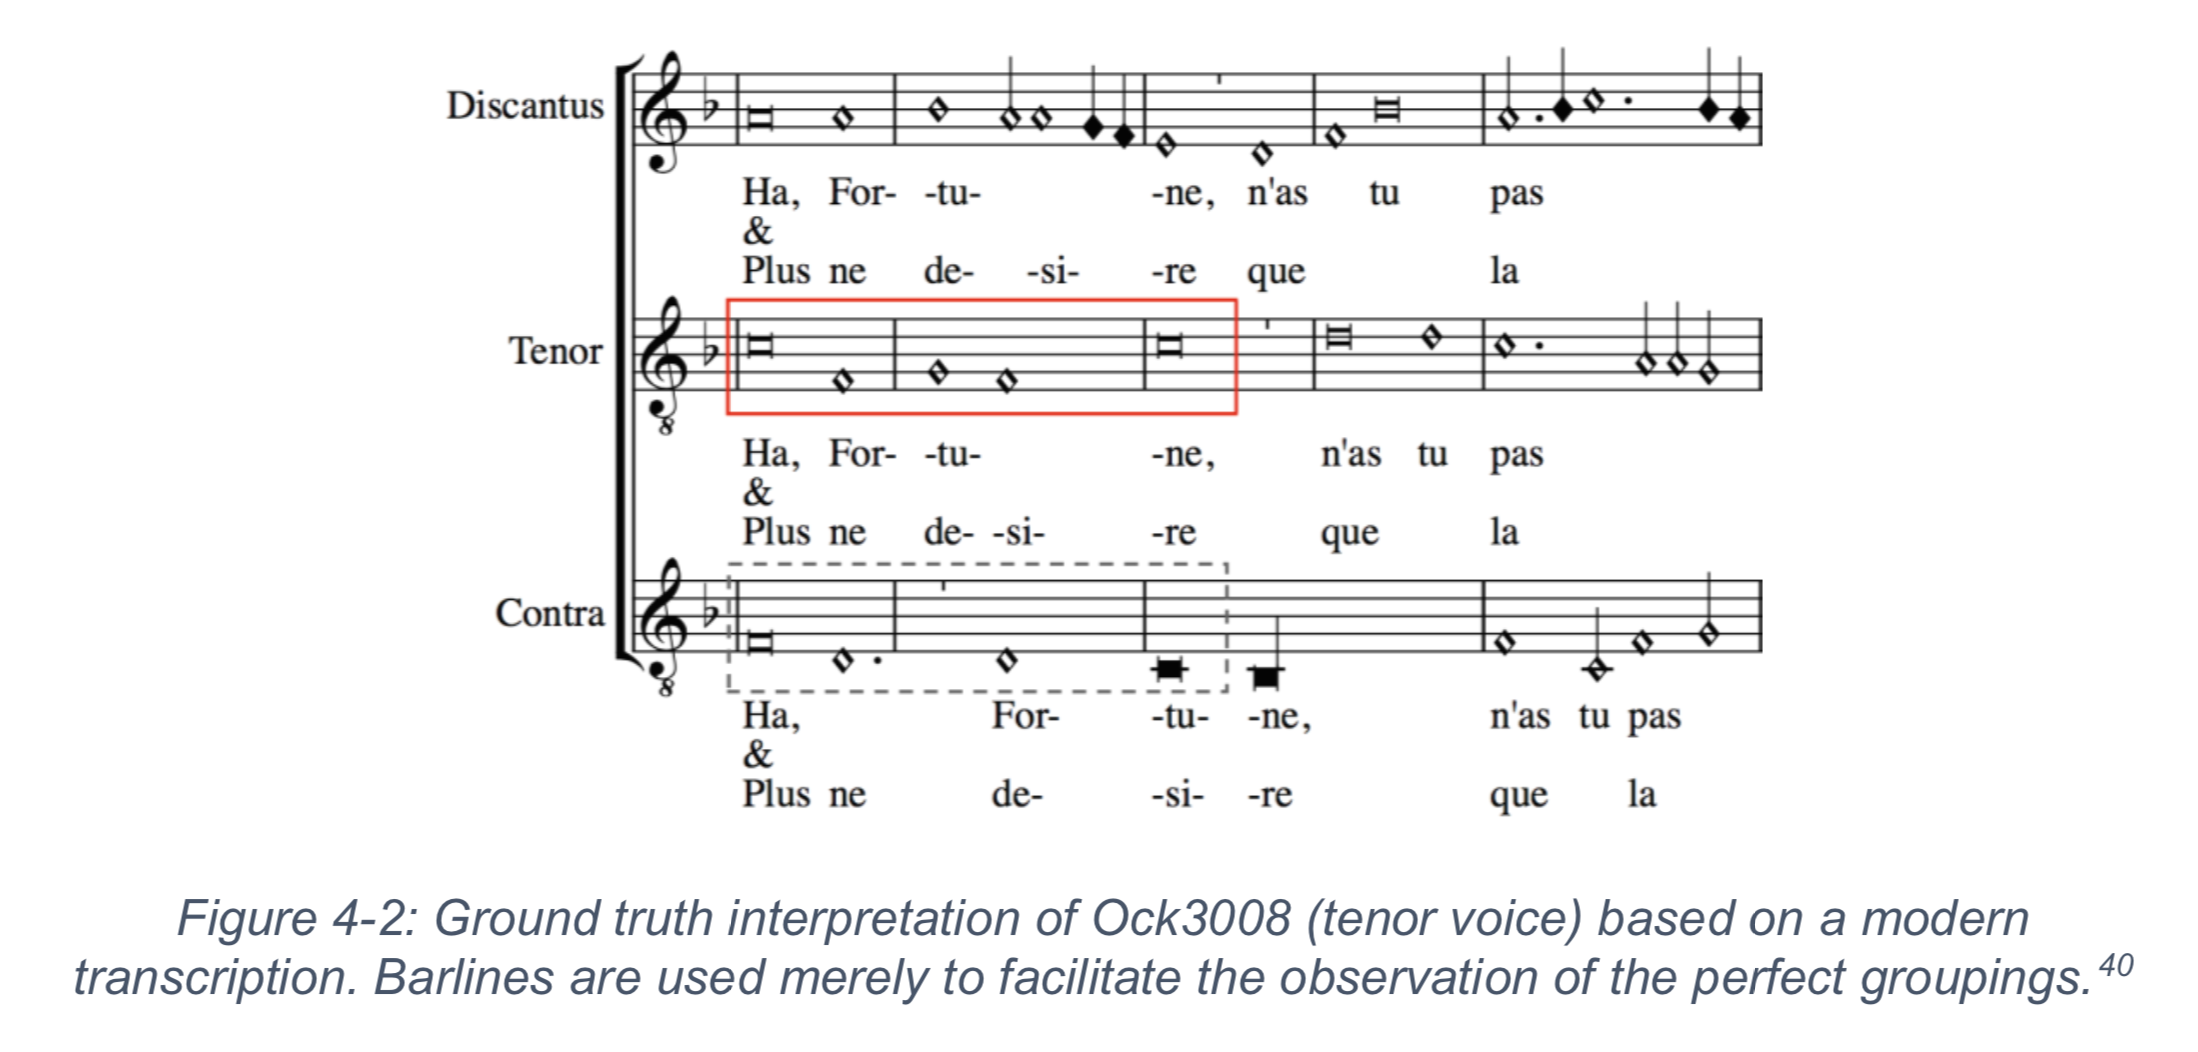 Discantus
Ha, For- -tu- -ne, n'as tu pas
&
Plus ne de- -si- -re que la
Tenor
8
Ha, For- -tu- -ne, n'as tu pas
&
Plus ne de- -si- -re que la
Contra
8
Ha, For- -tu- -ne, n'as tu pas
&
Plus ne de- -si- -re que la
Figure 4-2: Ground truth interpretation of Ock3008 (tenor voice) based on a modern
transcription. Barlines are used merely to facilitate the observation of the perfect groupings.40